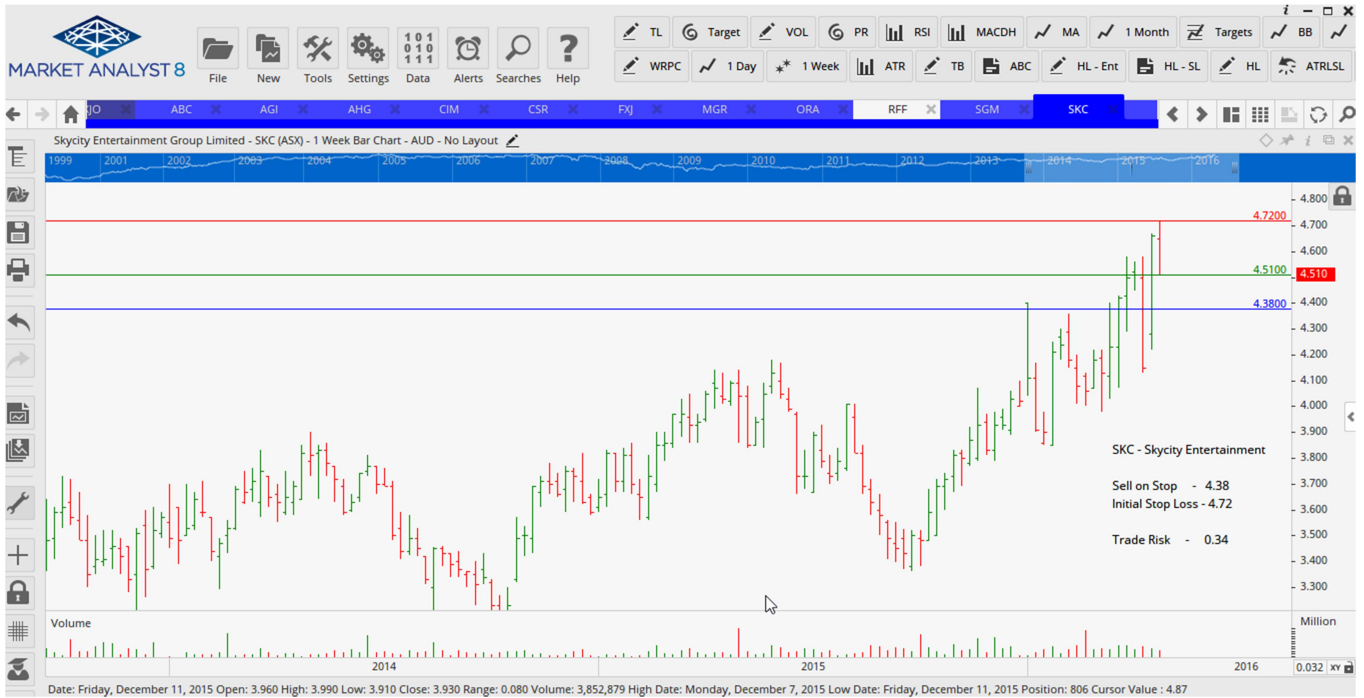 i
TL Target VOL PR RSI MACDH MA 1 Month Targets BB
MARKET ANALYST 8
File New Tools Settings Data Alerts Searches Help
WRPC 1 Day 1 Week ATR TB ABC HL - Ent HL - SL HL ATRLSL
JO ABC AGI AHG CIM CSR FXJ MGR ORA RFF SGM SKC
Skycity Entertainment Group Limited - SKC (ASX) - 1 Week Bar Chart - AUD - No Layout
1999 2001 2002 2003 2004 2005 2006 2007 2008 2009 2010 2011 2012 2013 2014 2015 2016
4.800
4.7200
4.700
4.600
4.5100
4.510
4.400
4.3800
4.300
4.200
4.100
4.000
3.900
SKC - Skycity Entertainment
3.800
Sell on Stop - 4.38
3.700
Initial Stop Loss - 4.72
3.600
Trade Risk - 0.34
3.500
3.400
3.300
Volume
Million
2014 2015 2016
0.032 XY
Date: Friday, December 11, 2015 Open: 3.960 High: 3.990 Low: 3.910 Close: 3.930 Range: 0.080 Volume: 3,852,879 High Date: Monday, December 7, 2015 Low Date: Friday, December 11, 2015 Position: 806 Cursor Value : 4.87